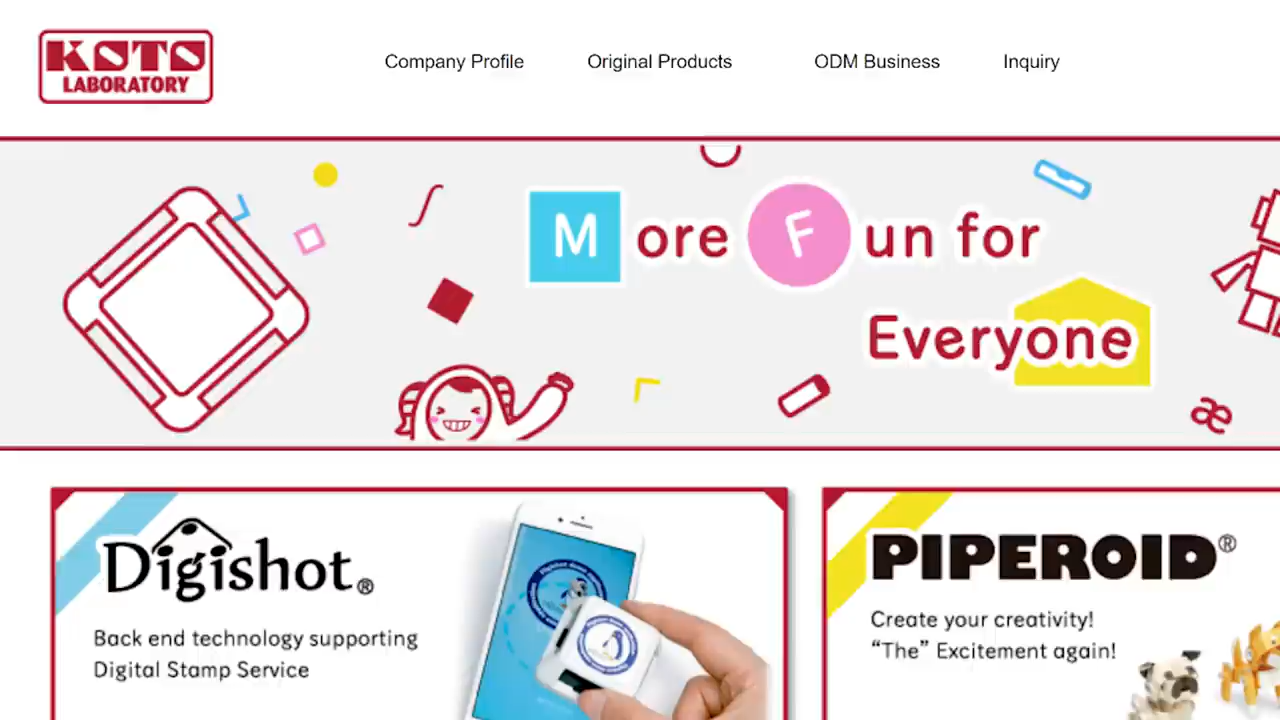 KOTO
LABORATORY
Company Profile
Original Products
ODM Business
Inquiry
More Fun for
Everyone
æ
Digishot®
Back end technology supporting
Digital Stamp Service
PIPEROID®
Create your creativity!
“The” Excitement again!